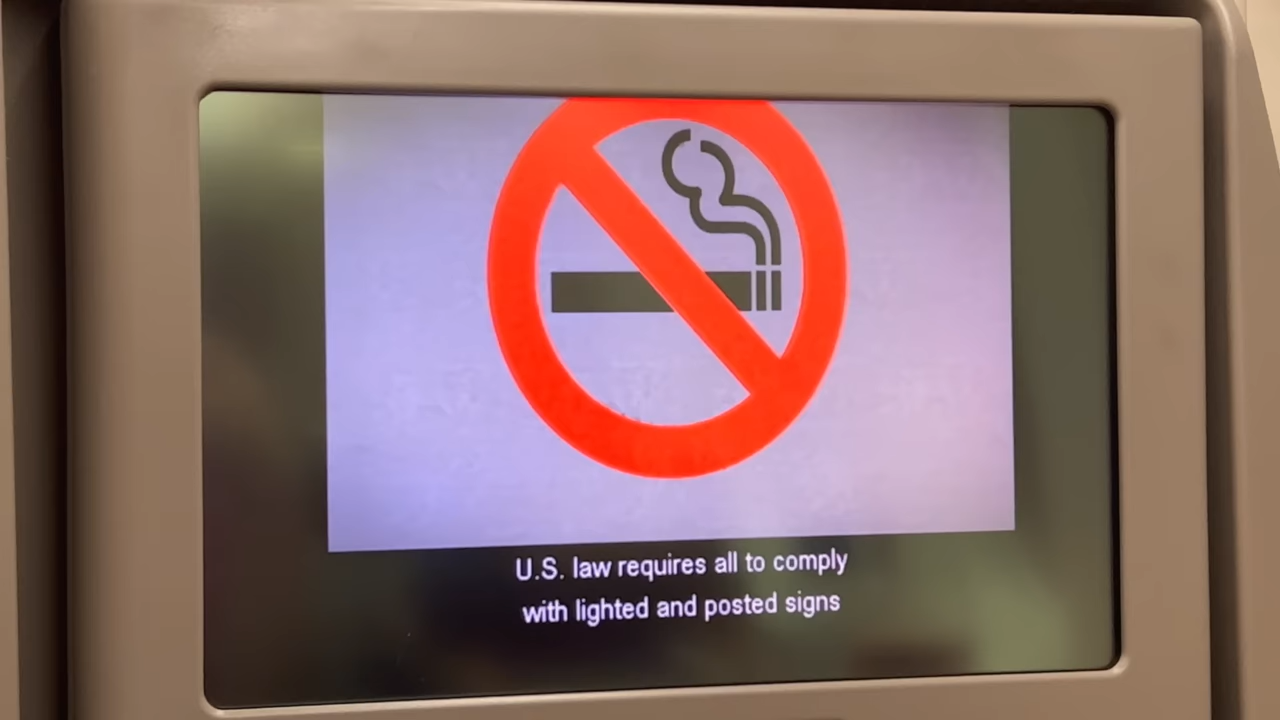 U.S. law requires all to comply
with lighted and posted signs